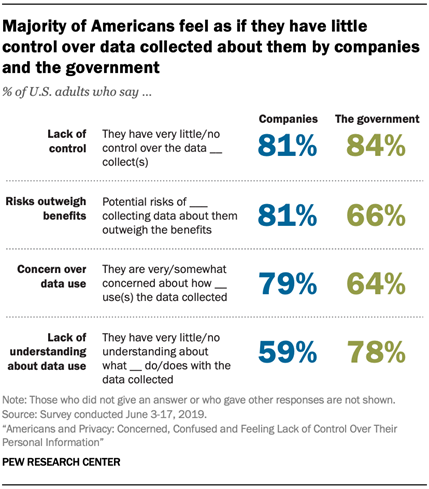 Majority of Americans feel as if they have little
control over data collected about them by companies
and the government
% of U.S. adults who say ...
Companies The government
Lack of
control
They have very little/no
control over the data __
collect(s)
81% 84%
Risks outweigh
benefits
Potential risks of ___
collecting data about them
outweigh the benefits
81% 66%
Concern over
data use
They are very/somewhat
concerned about how __
use(s) the data collected
79% 64%
Lack of
understanding
about data use
They have very little/no
understanding about
what __ do/does with the
data collected
59% 78%
Note: Those who did not give an answer or who gave other responses are not shown.
Source: Survey conducted June 3-17, 2019.
“Americans and Privacy: Concerned, Confused and Feeling Lack of Control Over Their
Personal Information”
PEW RESEARCH CENTER